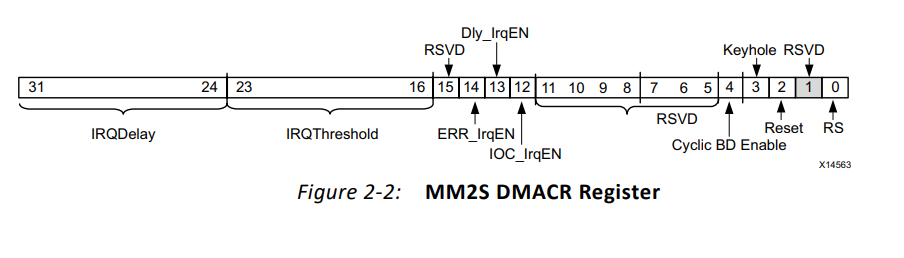 Dly_IrqEN
RSVD Keyhole RSVD
31 24 23 16 15 14 13 12 11 10 9 8 7 6 5 4 3 2 1 0
IRQDelay IRQThreshold ERR_IrqEN RSVD Reset RS
IOC_IrqEN Cyclic BD Enable
X14563
Figure 2-2: MM2S DMACR Register